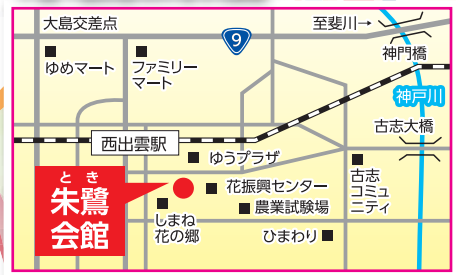 大島交差点
至斐川→
9
神門橋
ゆめマート
ファミリー
マート
神戸川
古志大橋
西出雲駅
ゆうプラザ
とき
朱鷺
会館
花振興センター
古志
コミュ
ニティ
農業試験場
しまね
花の郷
ひまわり